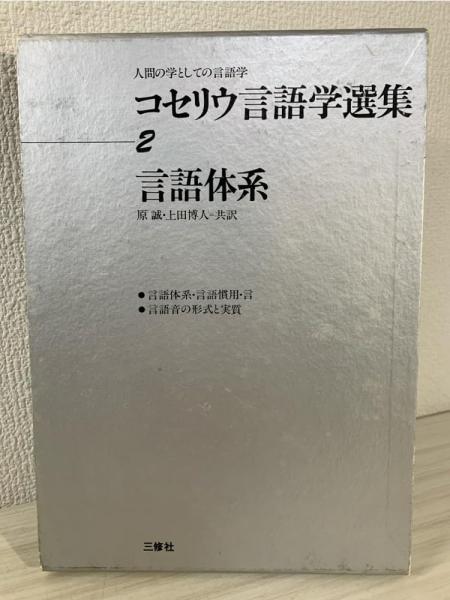 人間の学としての言語学
コセリウ言語学選集
2
言語体系
原 誠・上田博人=共訳
● 言語体系・言語慣用・言
● 言語音の形式と実質
三修社